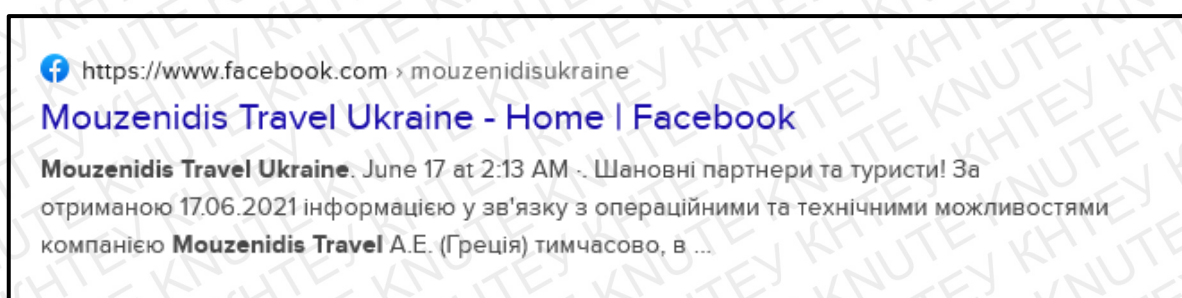 https://www.facebook.com › mouzenidisukraine
Mouzenidis Travel Ukraine - Home | Facebook
Mouzenidis Travel Ukraine. June 17 at 2:13 AM ·. Шановні партнери та туристи! За
отриманою 17.06.2021 інформацією у зв'язку з операційними та технічними можливостями
компанією Mouzenidis Travel A.E. (Греція) тимчасово, в ...